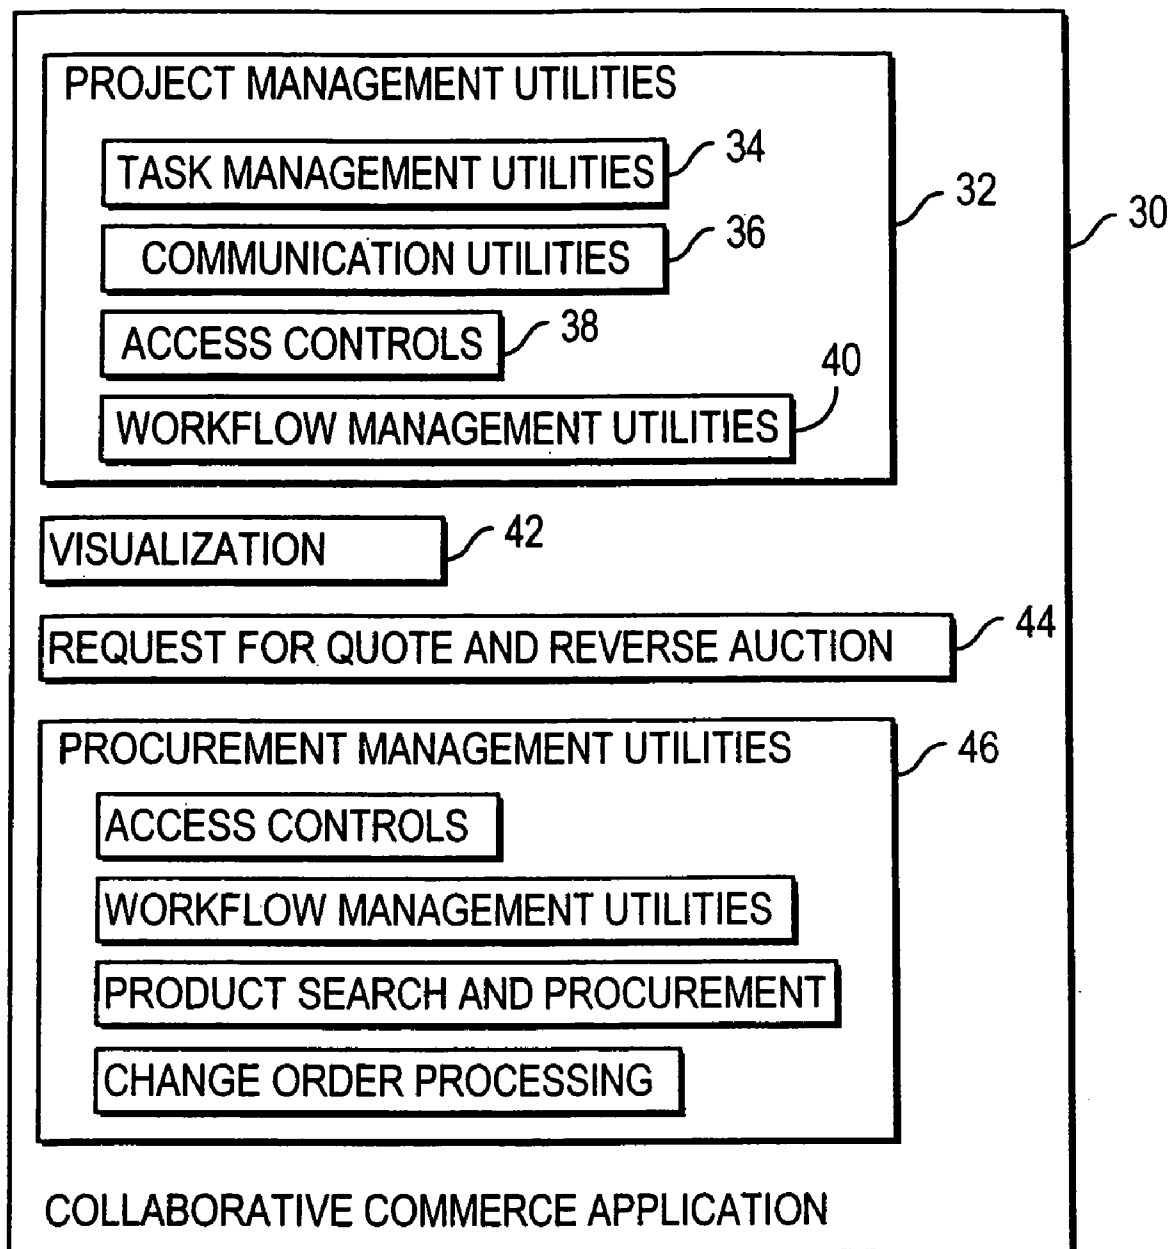 PROJECT MANAGEMENT UTILITIES
TASK MANAGEMENT UTILITIES
34
COMMUNICATION UTILITIES
36
32
30
ACCESS CONTROLS
38
WORKFLOW MANAGEMENT UTILITIES
40
VISUALIZATION
42
REQUEST FOR QUOTE AND REVERSE AUCTION
44
PROCUREMENT MANAGEMENT UTILITIES
46
ACCESS CONTROLS
WORKFLOW MANAGEMENT UTILITIES
PRODUCT SEARCH AND PROCUREMENT
CHANGE ORDER PROCESSING
COLLABORATIVE COMMERCE APPLICATION